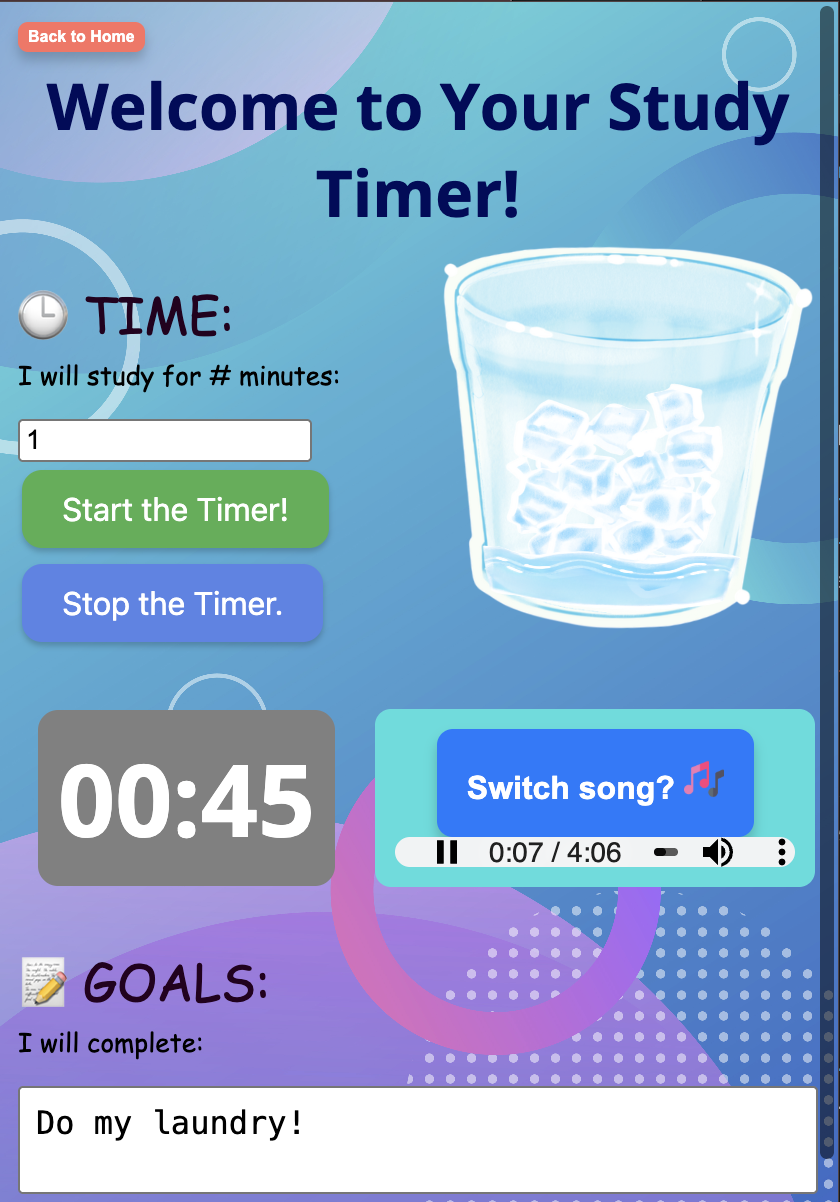 Back to Home
Welcome to Your Study
Timer!
🕒 TIME:
I will study for # minutes:
1
Start the Timer!
Stop the Timer.
00:45
Switch song? 🎶
0:07 / 4:06
📝 GOALS:
I will complete:
Do my laundry!